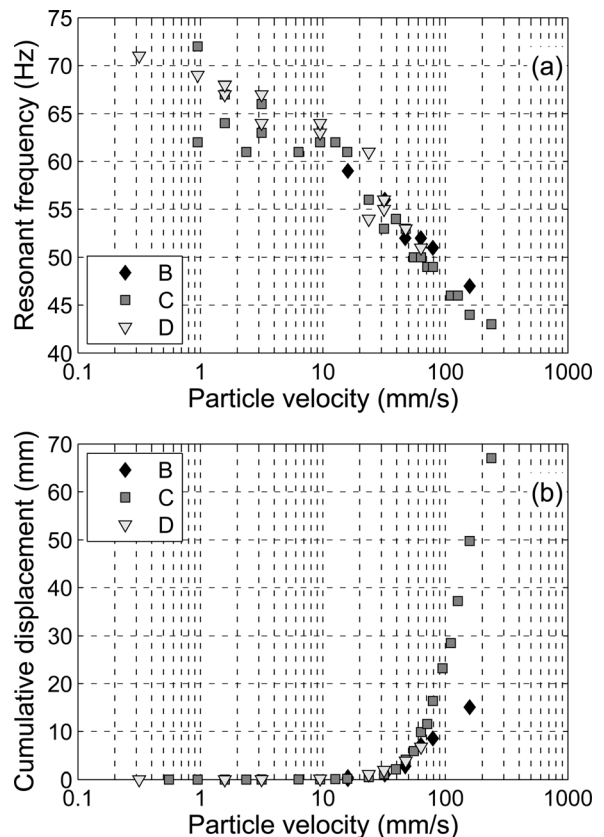 75
70
65
60
55
50
45
40
Resonant frequency (Hz)
(a)
B
C
D
0.1
1
10
100
1000
Particle velocity (mm/s)
70
60
50
40
30
20
10
0
Cumulative displacement (mm)
(b)
B
C
D
0.1
1
10
100
1000
Particle velocity (mm/s)